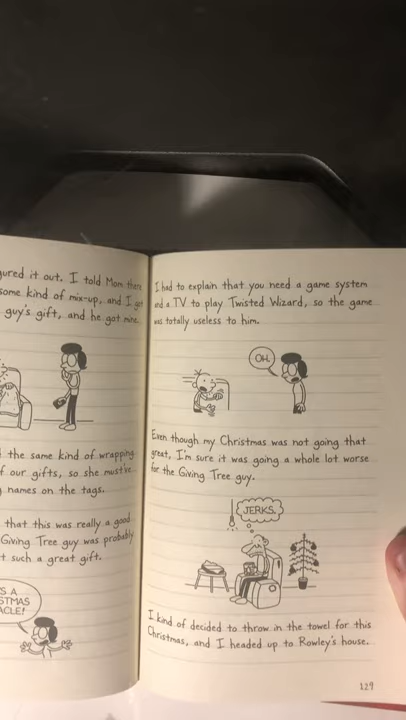 gured it out. I told Mom there
some kind of mix-up, and I got
guy's gift, and he got mine.
the same kind of wrapping
f our gifts, so she must've
names on the tags.
that this was really a good
Giving Tree guy was probably
t such a great gift.
S A
STMAS
ACLE!
I had to explain that you need a game system
and a TV to play Twisted Wizard, so the game
was totally useless to him.
OH.
Even though my Christmas was not going that
great, I'm sure it was going a whole lot worse
for the Giving Tree guy.
JERKS.
I kind of decided to throw in the towel for this
Christmas, and I headed up to Rowley's house.
129